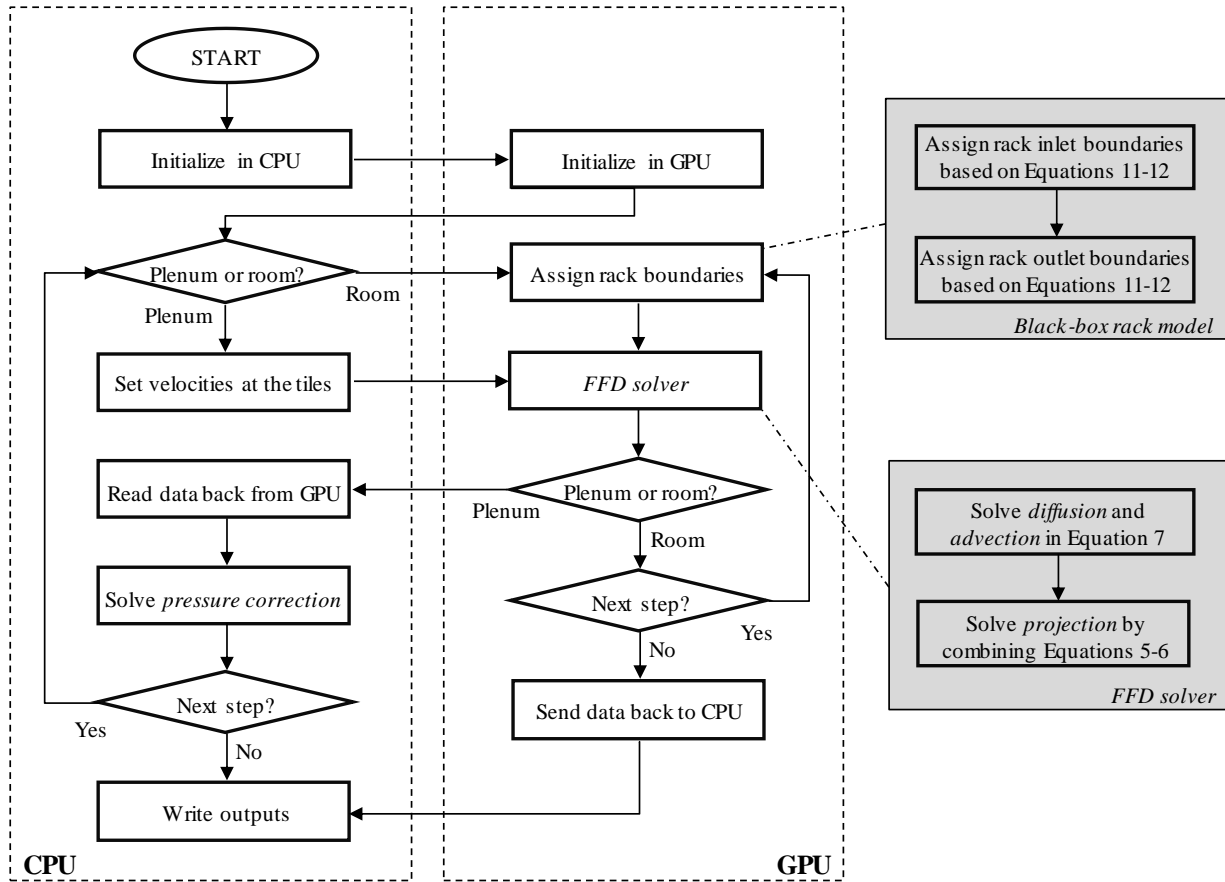 START
Initialize in CPU
Initialize in GPU
Plenum or room?
Room
Plenum
Assign rack boundaries
Set velocities at the tiles
FFD solver
Read data back from GPU
Plenum or room?
Plenum
Room
Solve pressure correction
Next step?
Yes
No
Next step?
Yes
No
Send data back to CPU
Write outputs
CPU
GPU
Assign rack inlet boundaries
based on Equations 11-12
Assign rack outlet boundaries
based on Equations 11-12
Black-box rack model
Solve diffusion and
advection in Equation 7
Solve projection by
combining Equations 5-6
FFD solver